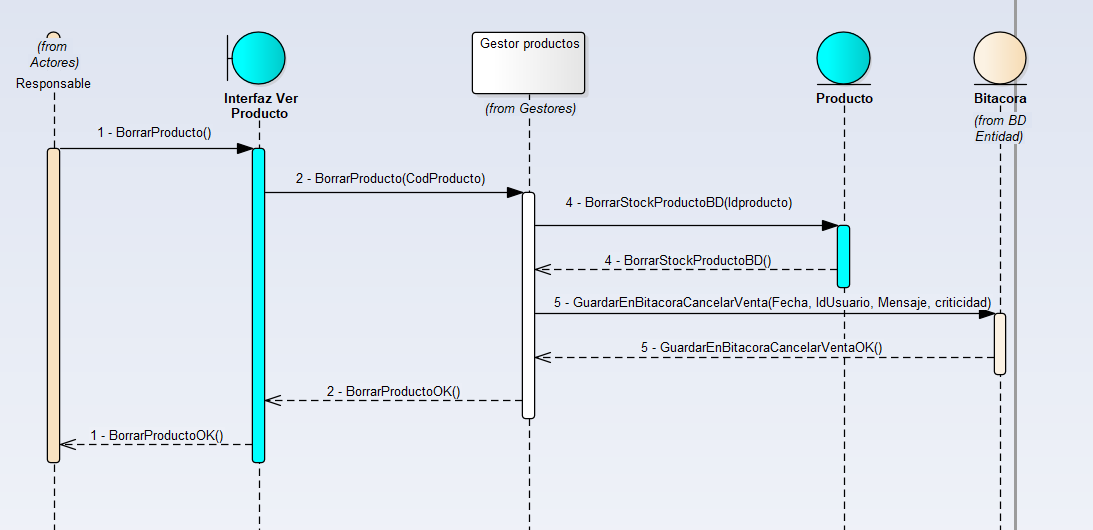 (from
Actores)
Responsable
Interfaz Ver
Producto
Gestor productos
(from Gestores)
Producto
Bitacora
(from BD
Entidad)
1 - BorrarProducto()
2 - BorrarProducto(CodProducto)
4 - BorrarStockProductoBD(Idproducto)
4 - BorrarStockProductoBD()
5 - GuardarEnBitacoraCancelarVenta(Fecha, IdUsuario, Mensaje, criticidad)
5 - GuardarEnBitacoraCancelarVentaOK()
2 - BorrarProductoOK()
1 - BorrarProductoOK()